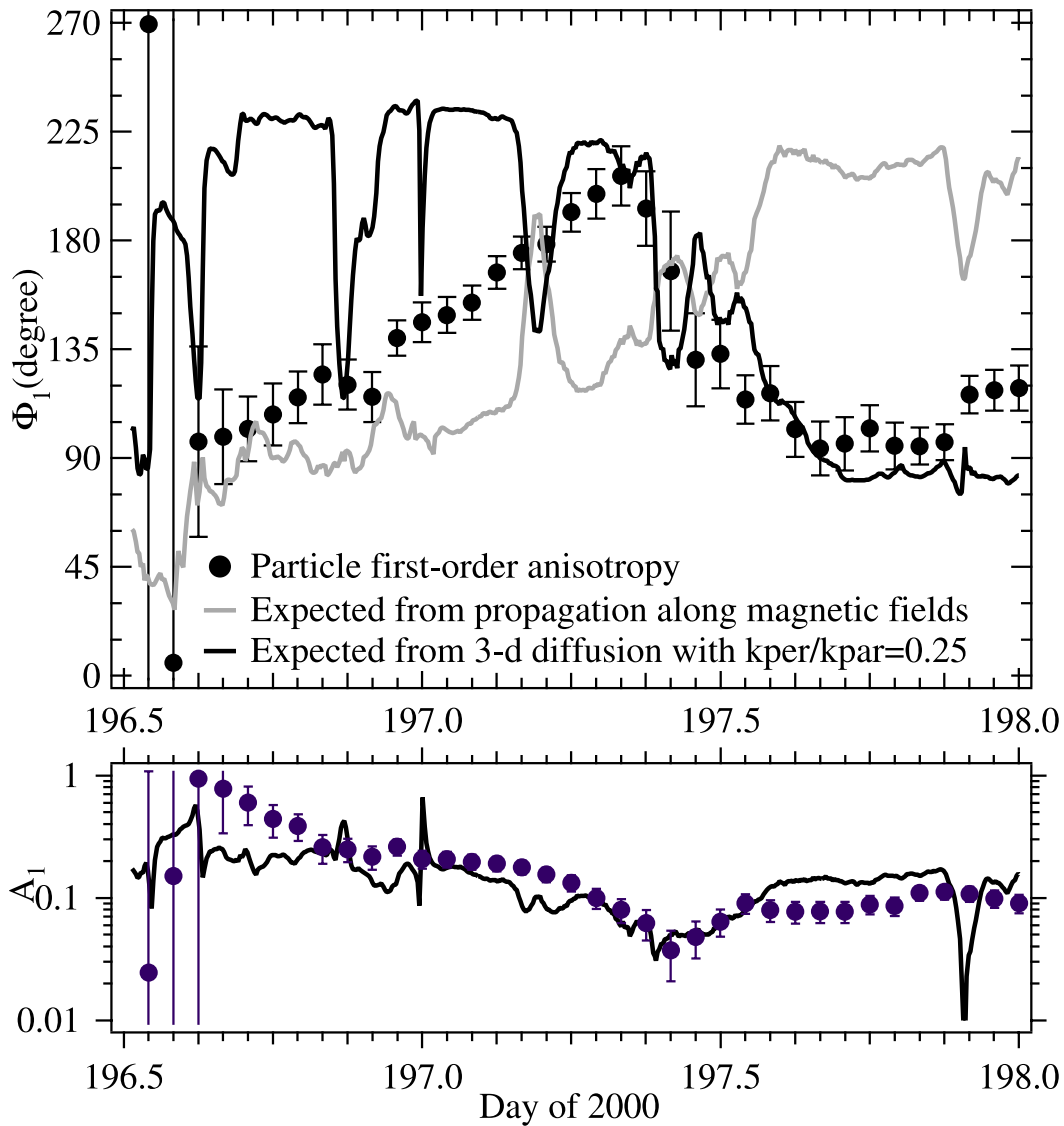 270
225
180
135
90
45
0
Φ1(degree)
Particle first-order anisotropy
Expected from propagation along magnetic fields
Expected from 3-d diffusion with kper/kpar=0.25
196.5 197.0 197.5 198.0
1
0.1
0.01
A1
196.5 197.0 197.5 198.0
Day of 2000